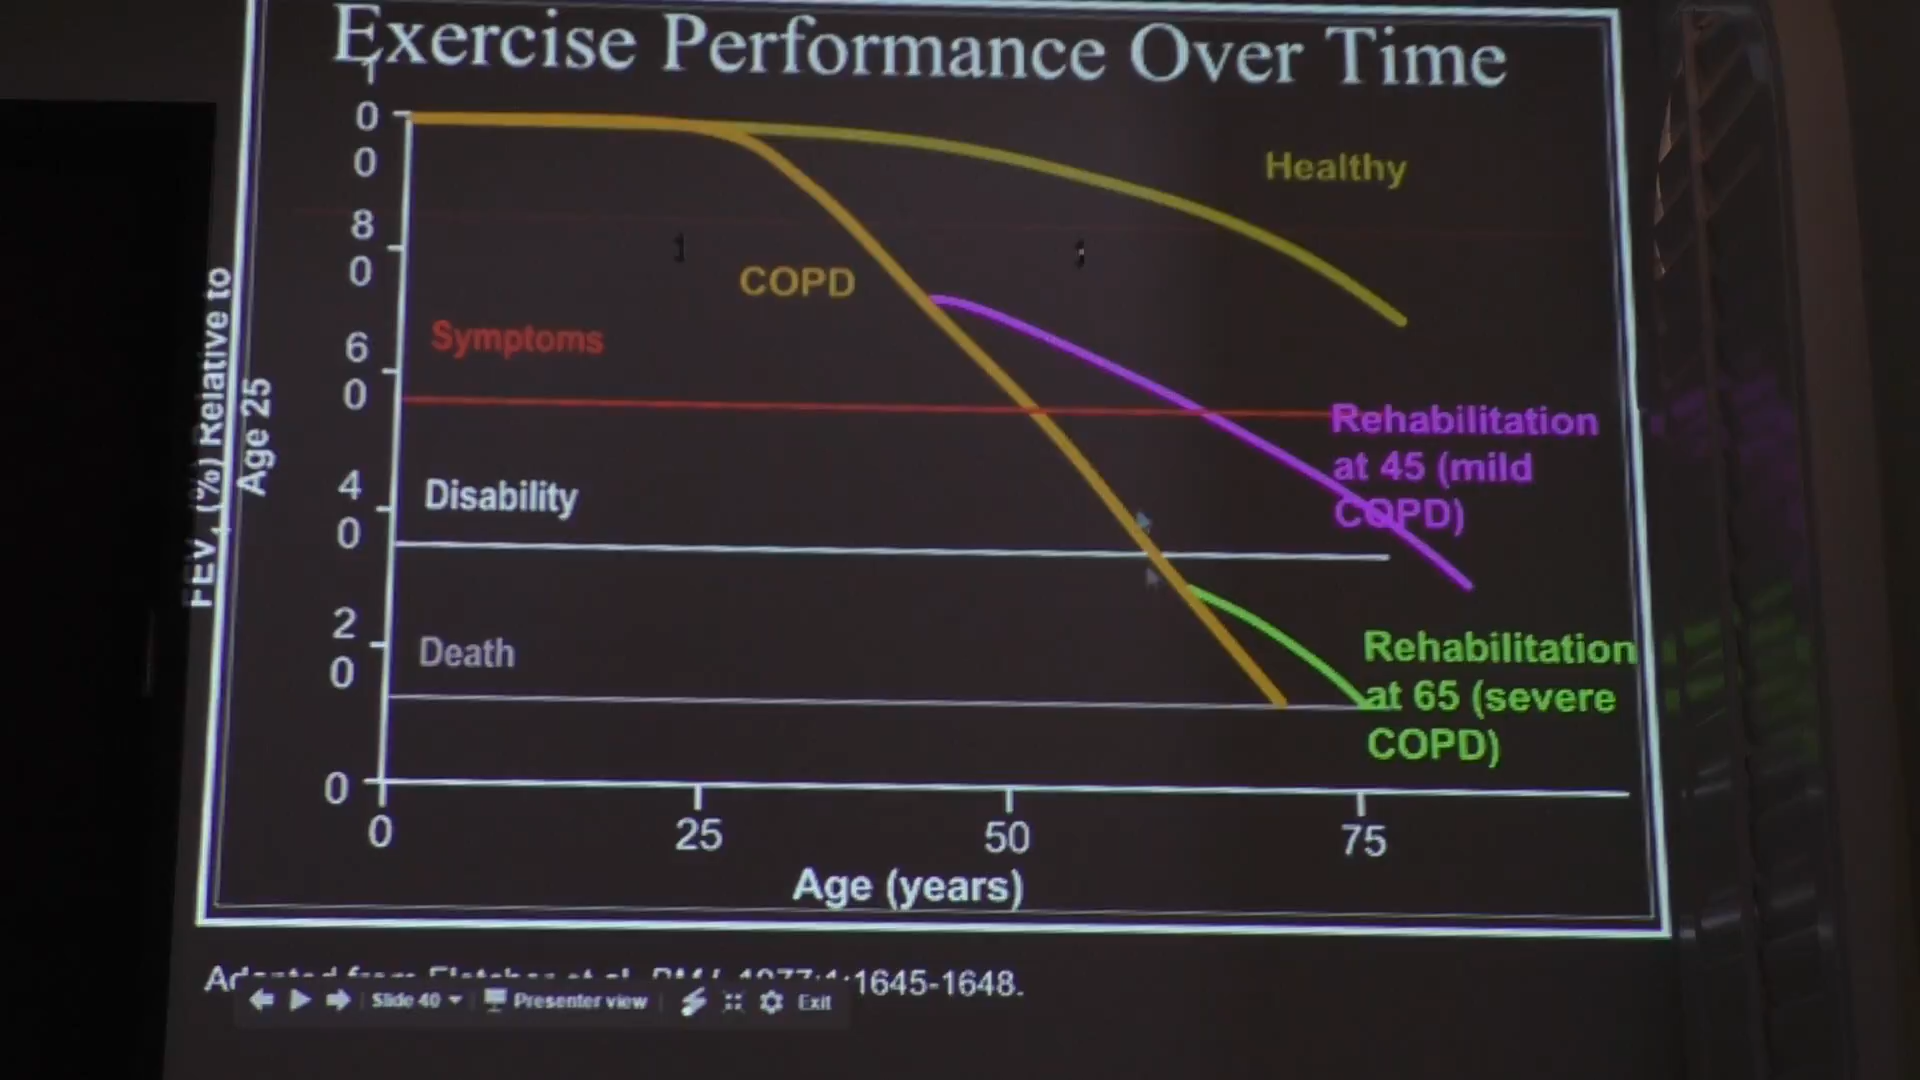 Exercise Performance Over Time
1
0
0
8
0
6
0
4
0
2
0
0
FEV1 (%) Relative to
Age 25
Healthy
COPD
Symptoms
Rehabilitation
at 45 (mild
COPD)
Disability
Death
Rehabilitation
at 65 (severe
COPD)
0
25
50
75
Age (years)
1645-1648.
Slide 40
Presenter view
Exit